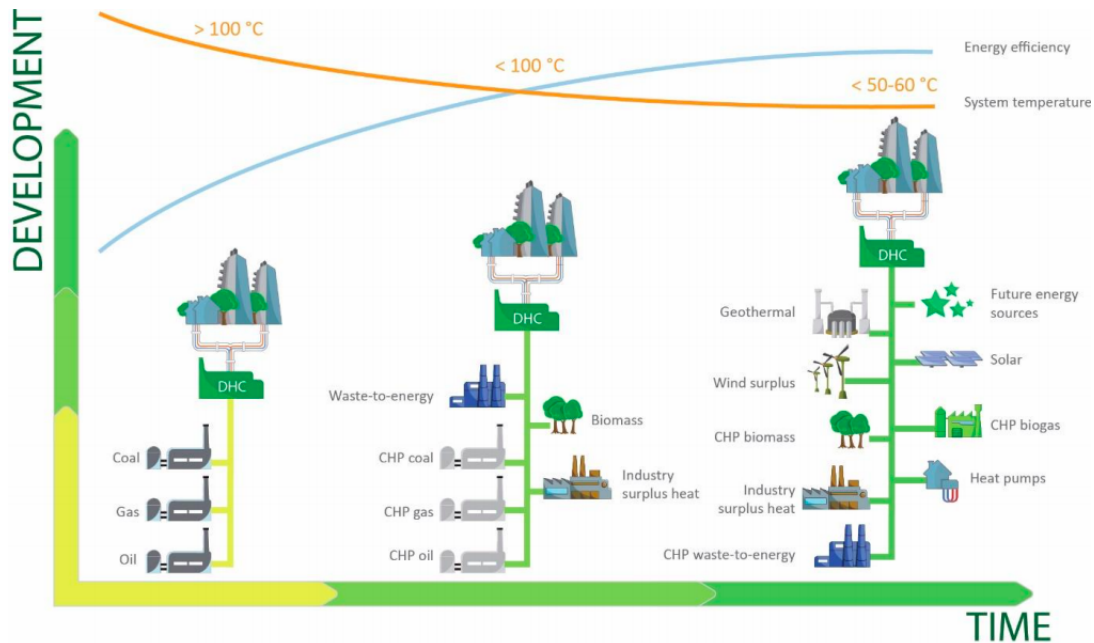 DEVELOPMENT
> 100 °C
< 100 °C
< 50-60 °C
Energy efficiency
System temperature
DHC
Coal
Gas
Oil
DHC
Waste-to-energy
Biomass
CHP coal
Industry
surplus heat
CHP gas
CHP oil
DHC
Geothermal
Future energy
sources
Wind surplus
Solar
CHP biomass
CHP biogas
Industry
surplus heat
Heat pumps
CHP waste-to-energy
TIME